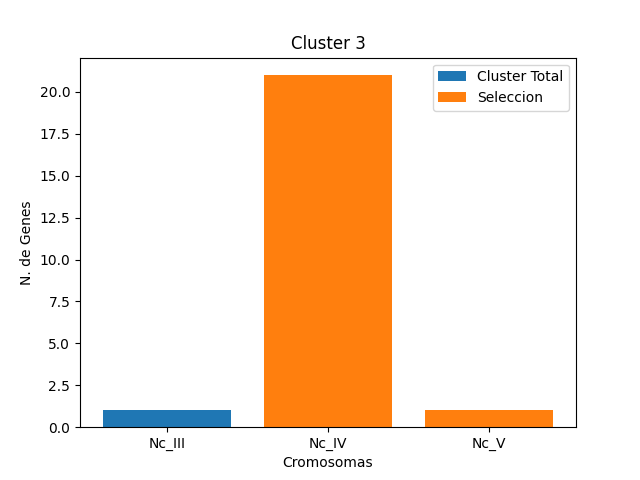 Cluster 3
Cluster Total
Seleccion
20.0
17.5
15.0
12.5
10.0
7.5
5.0
2.5
0.0
N. de Genes
Nc_III
Nc_IV
Nc_V
Cromosomas